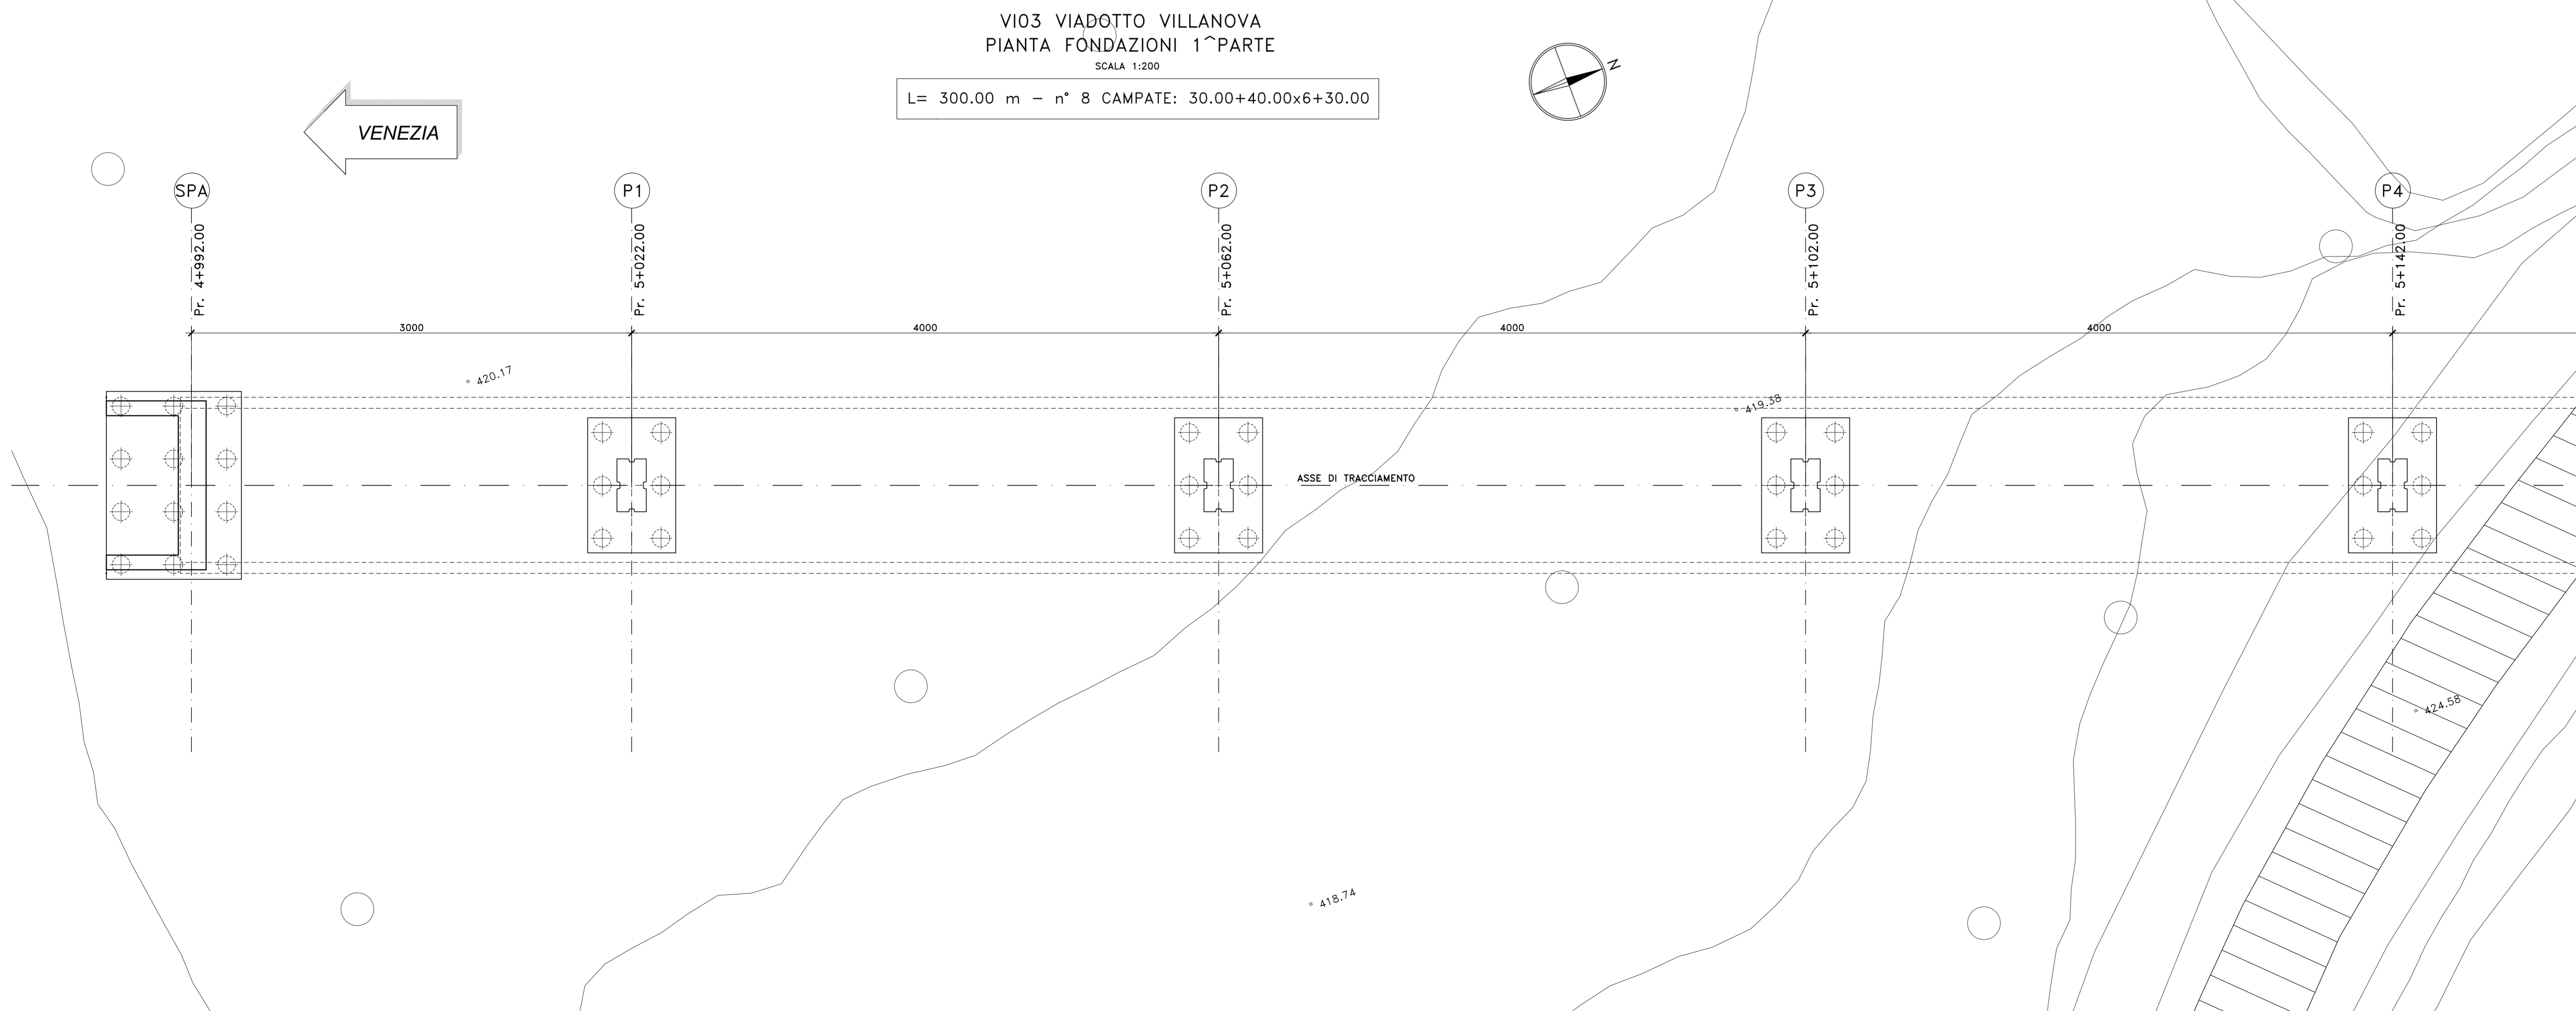 VI03 VIADOTTO VILLANOVA
PIANTA FONDAZIONI 1^PARTE
SCALA 1:200
L= 300.00 m - n° 8 CAMPATE: 30.00+40.00x6+30.00
N
VENEZIA
SPA
P1
P2
P3
P4
Pr. 4+992.00
Pr. 5+022.00
Pr. 5+062.00
Pr. 5+102.00
Pr. 5+142.00
3000
4000
4000
4000
420.17
419.38
ASSE DI TRACCIAMENTO
424.58
418.74